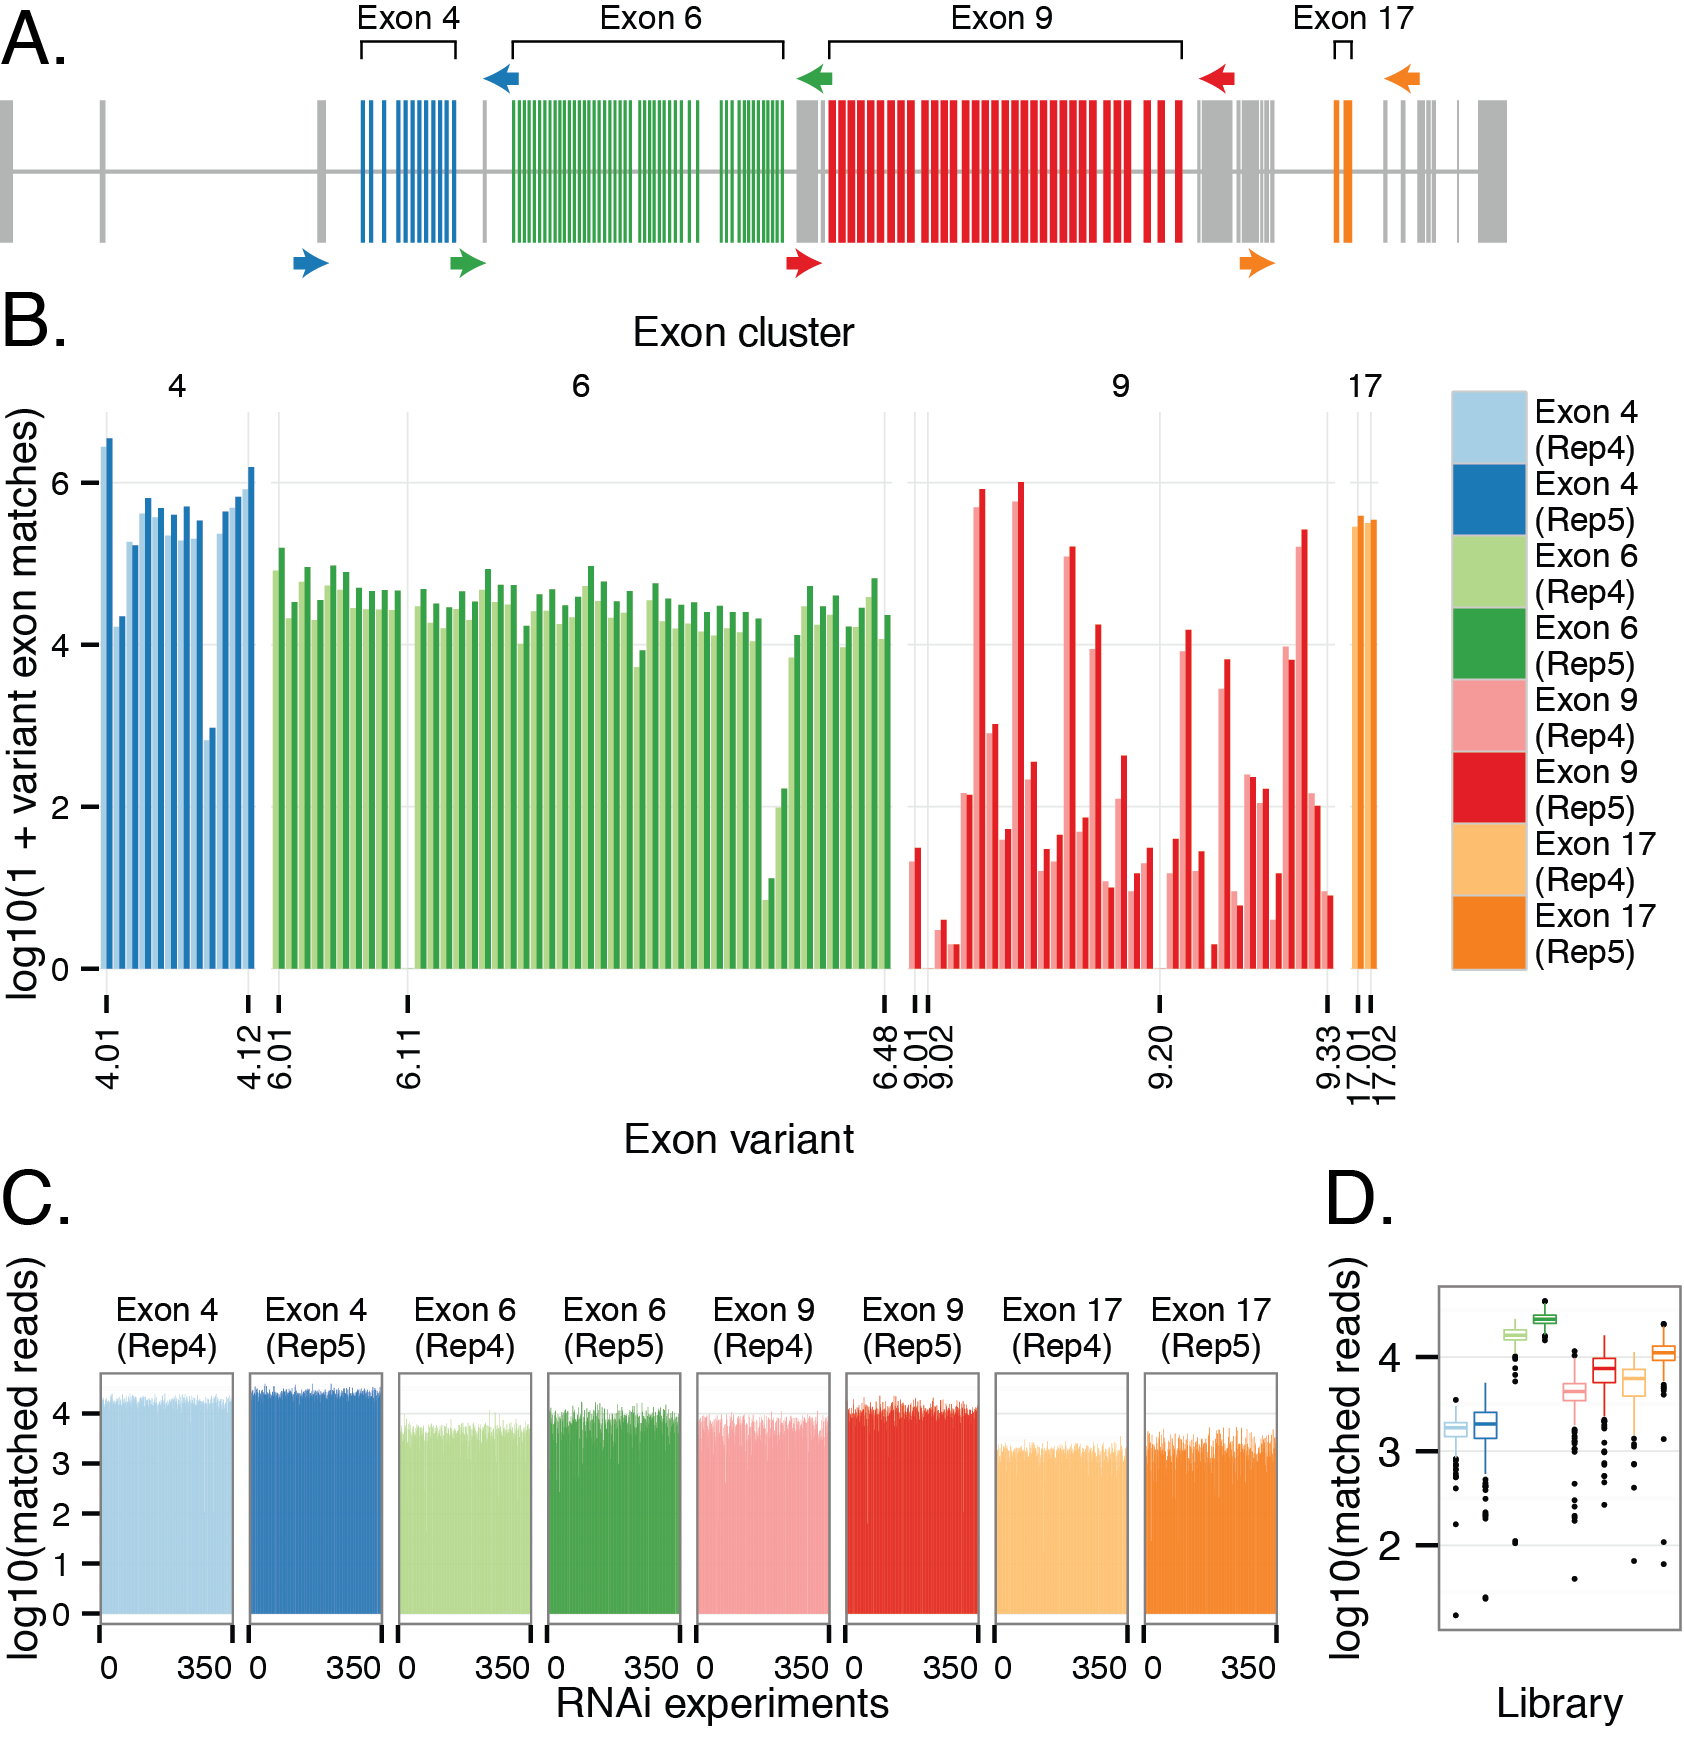 A.
Exon 4
Exon 6
Exon 9
Exon 17
B.
Exon cluster
4
6
9
17
log10(1 + variant exon matches)
6
4
2
0
4.01
4.12
6.01
6.11
6.48
9.01
9.02
9.20
9.33
17.01
17.02
Exon variant
Exon 4
(Rep4)
Exon 4
(Rep5)
Exon 6
(Rep4)
Exon 6
(Rep5)
Exon 9
(Rep4)
Exon 9
(Rep5)
Exon 17
(Rep4)
Exon 17
(Rep5)
C.
log10(matched reads)
Exon 4 Exon 4 Exon 6 Exon 6 Exon 9 Exon 9 Exon 17 Exon 17
(Rep4) (Rep5) (Rep4) (Rep5) (Rep4) (Rep5) (Rep4) (Rep5)
4
3
2
1
0
0 350 0 350 0 350 0 350 0 350 0 350 0 350 0 350
RNAi experiments
D.
log10(matched reads)
4
3
2
Library